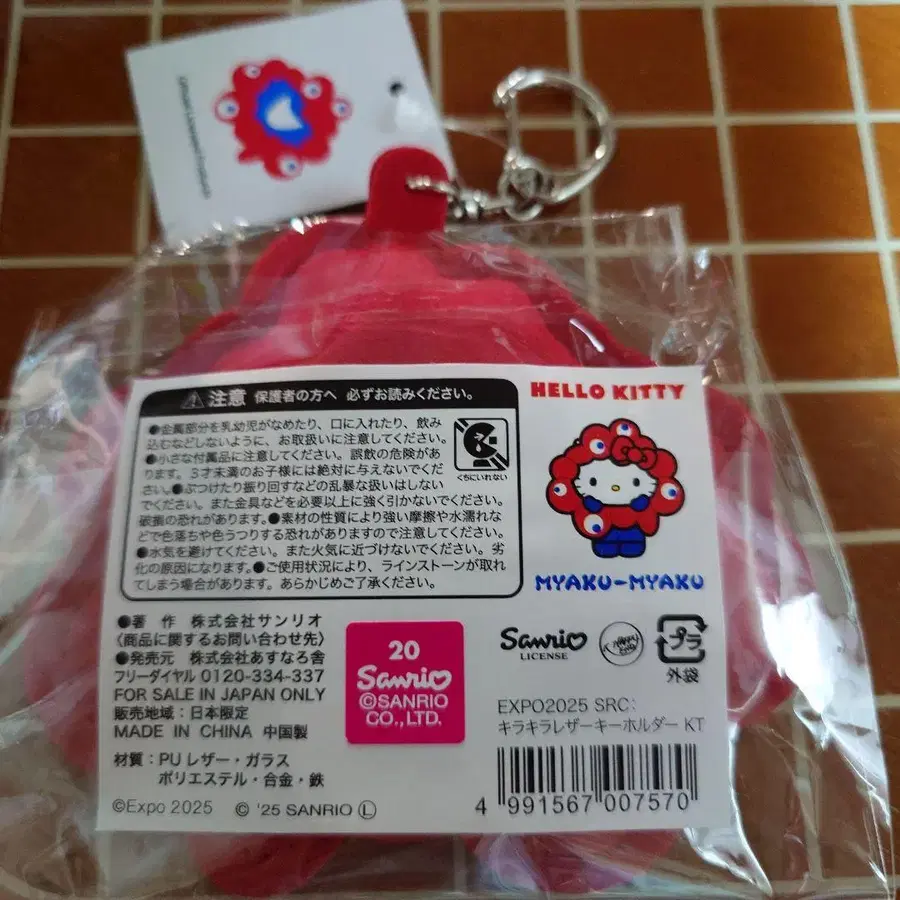 注意 保護者の方へ 必ずお読みください。
●金属部分を乳幼児がなめたり、口に入れたり、飲み
込むなどしないように、お取扱いに注意してください。
●小さな付属品について。誤飲の危険があ
ります。3才未満のお子様には絶対に与えないでくだ
さい。●ぶつけたり振り回すなどの乱暴な扱いはしない
でください。また金具などを必要以上に強く引かないでください。
破損の恐れがあります。●素材の性質により強い摩擦や水濡れな
どで色落ちや色うつりする恐れがありますので注意してください。
●水気を避けてください。また火気に近づけないでください。劣
化の原因になります。●ご使用状況により、ラインストーンが取れ
てしまう場合があります。あらかじめご了承ください。
くちにいれない
HELLO KITTY
MYAKU-MYAKU
●著 作 株式会社サンリオ
〈商品に関するお問い合わせ先〉
●発売元 株式会社あすなろ舎
フリーダイヤル 0120-334-337
FOR SALE IN JAPAN ONLY
販売地域：日本限定
MADE IN CHINA 中国製
材質：PU レザー・ガラス
ポリエステル・合金・鉄
©Expo 2025 © '25 SANRIO Ⓛ
20
Sanrio
©SANRIO
CO., LTD.
Sanrio
LICENSE
プラ
外袋
EXPO2025 SRC:
キラキラレザーキーホルダー KT
4 991567 007570